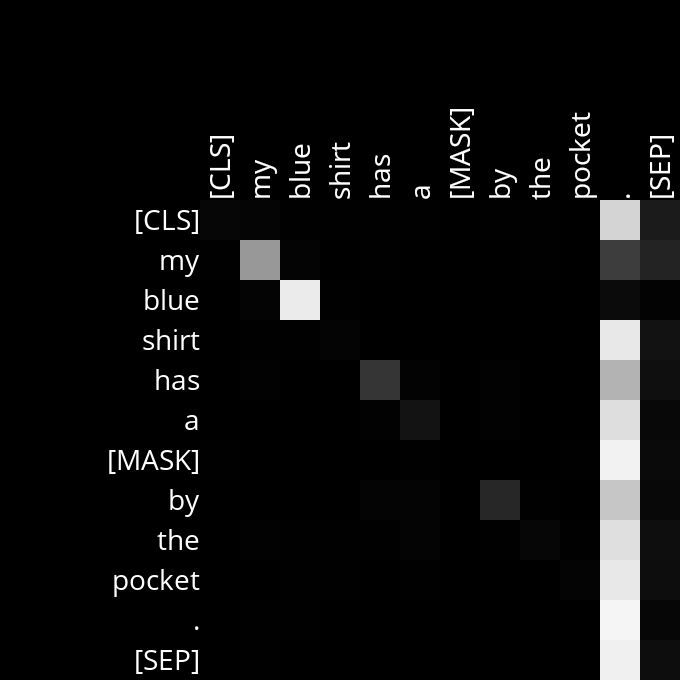 [CLS] my blue shirt has a [MASK] by the pocket . [SEP]
[CLS]
my
blue
shirt
has
a
[MASK]
by
the
pocket
.
[SEP]